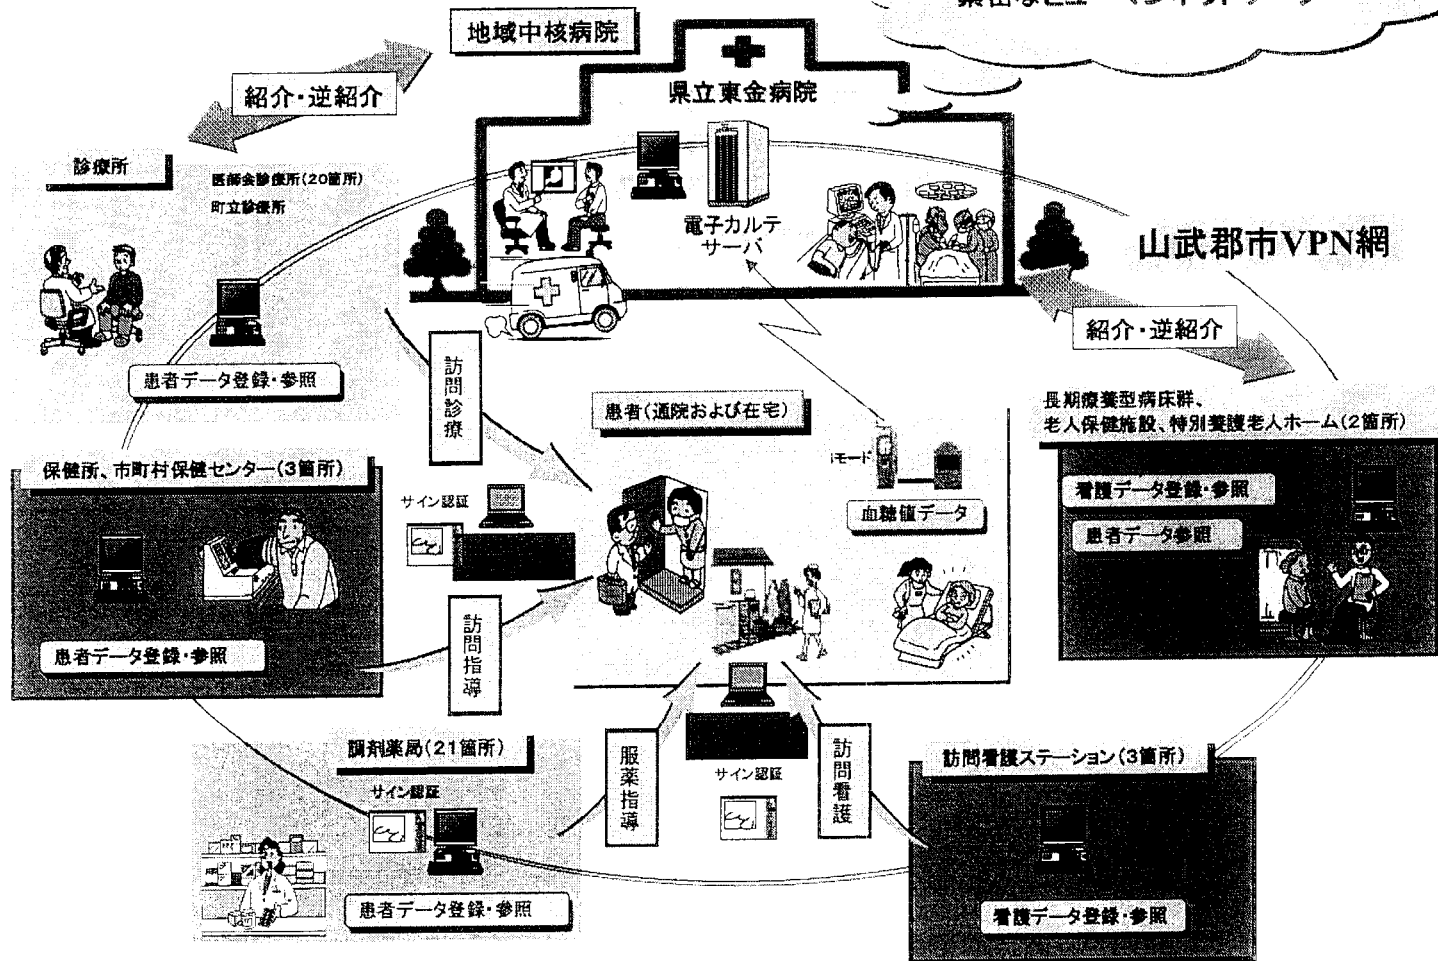 地域中核病院
紹介・逆紹介
県立東金病院
診療所
医師会診療所(20箇所)
町立診療所
電子カルテ
サーバ
山武郡市VPN網
紹介・逆紹介
患者データ登録・参照
訪問診療
患者(通院および在宅)
長期療養型病床群、
老人保健施設、特別養護老人ホーム(2箇所)
保健所、市町村保健センター(3箇所)
iモード
サイン認証
血糖値データ
看護データ登録・参照
患者データ参照
訪問指導
患者データ登録・参照
調剤薬局(21箇所)
サイン認証
服薬指導
サイン認証
訪問看護
訪問看護ステーション(3箇所)
患者データ登録・参照
看護データ登録・参照